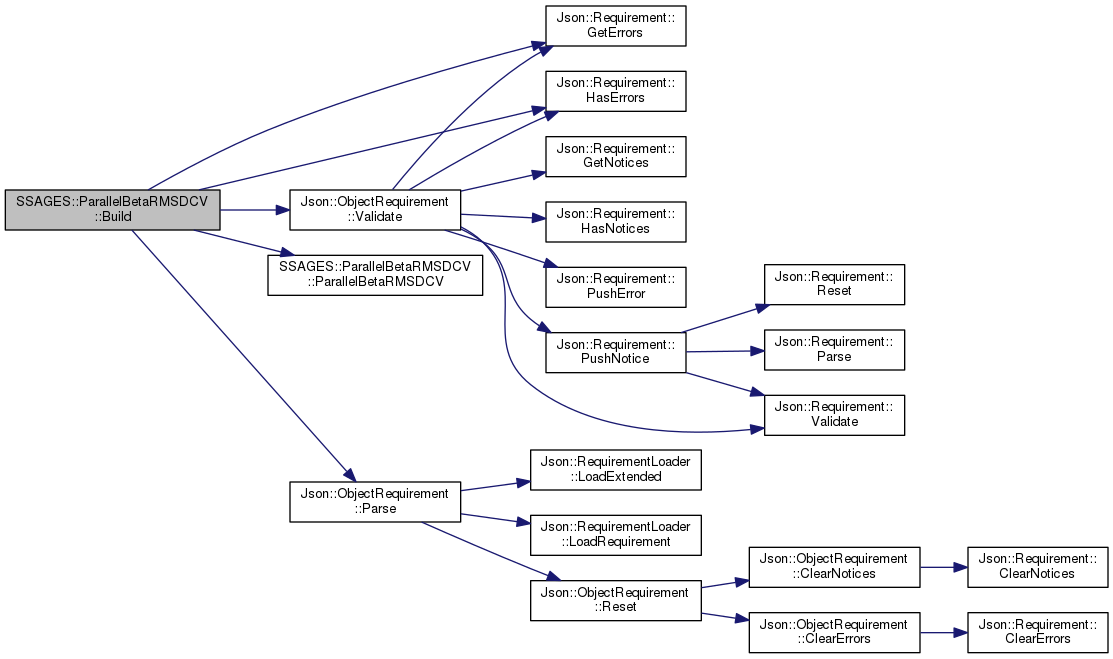 Json::Requirement::
GetErrors
Json::Requirement::
HasErrors
Json::Requirement::
GetNotices
SSAGES::ParallelBetaRMSDCV
::Build
Json::ObjectRequirement
::Validate
Json::Requirement::
HasNotices
SSAGES::ParallelBetaRMSDCV
::ParallelBetaRMSDCV
Json::Requirement::
PushError
Json::Requirement::
Reset
Json::Requirement::
PushNotice
Json::Requirement::
Parse
Json::Requirement::
Validate
Json::RequirementLoader
::LoadExtended
Json::ObjectRequirement
::Parse
Json::RequirementLoader
::LoadRequirement
Json::ObjectRequirement
::Reset
Json::ObjectRequirement
::ClearNotices
Json::Requirement::
ClearNotices
Json::ObjectRequirement
::ClearErrors
Json::Requirement::
ClearErrors